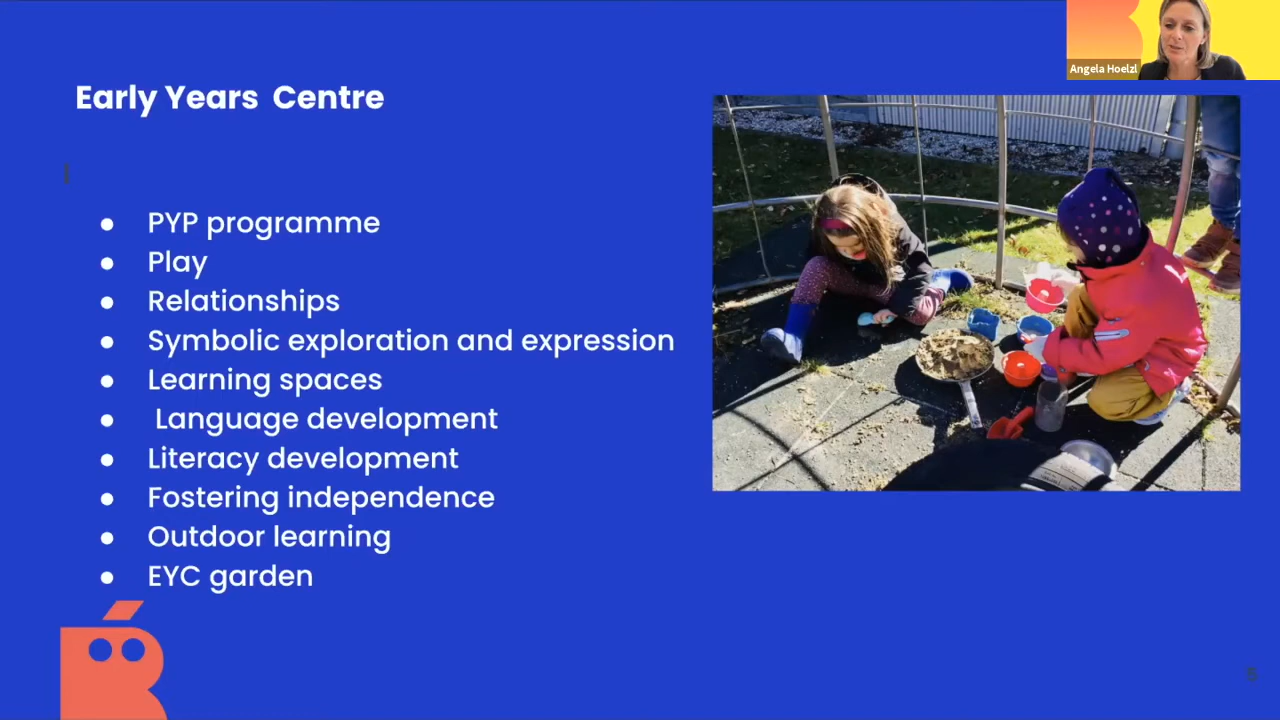 Angela Hoelzl
Early Years Centre
● PYP programme
● Play
● Relationships
● Symbolic exploration and expression
● Learning spaces
● Language development
● Literacy development
● Fostering independence
● Outdoor learning
● EYC garden